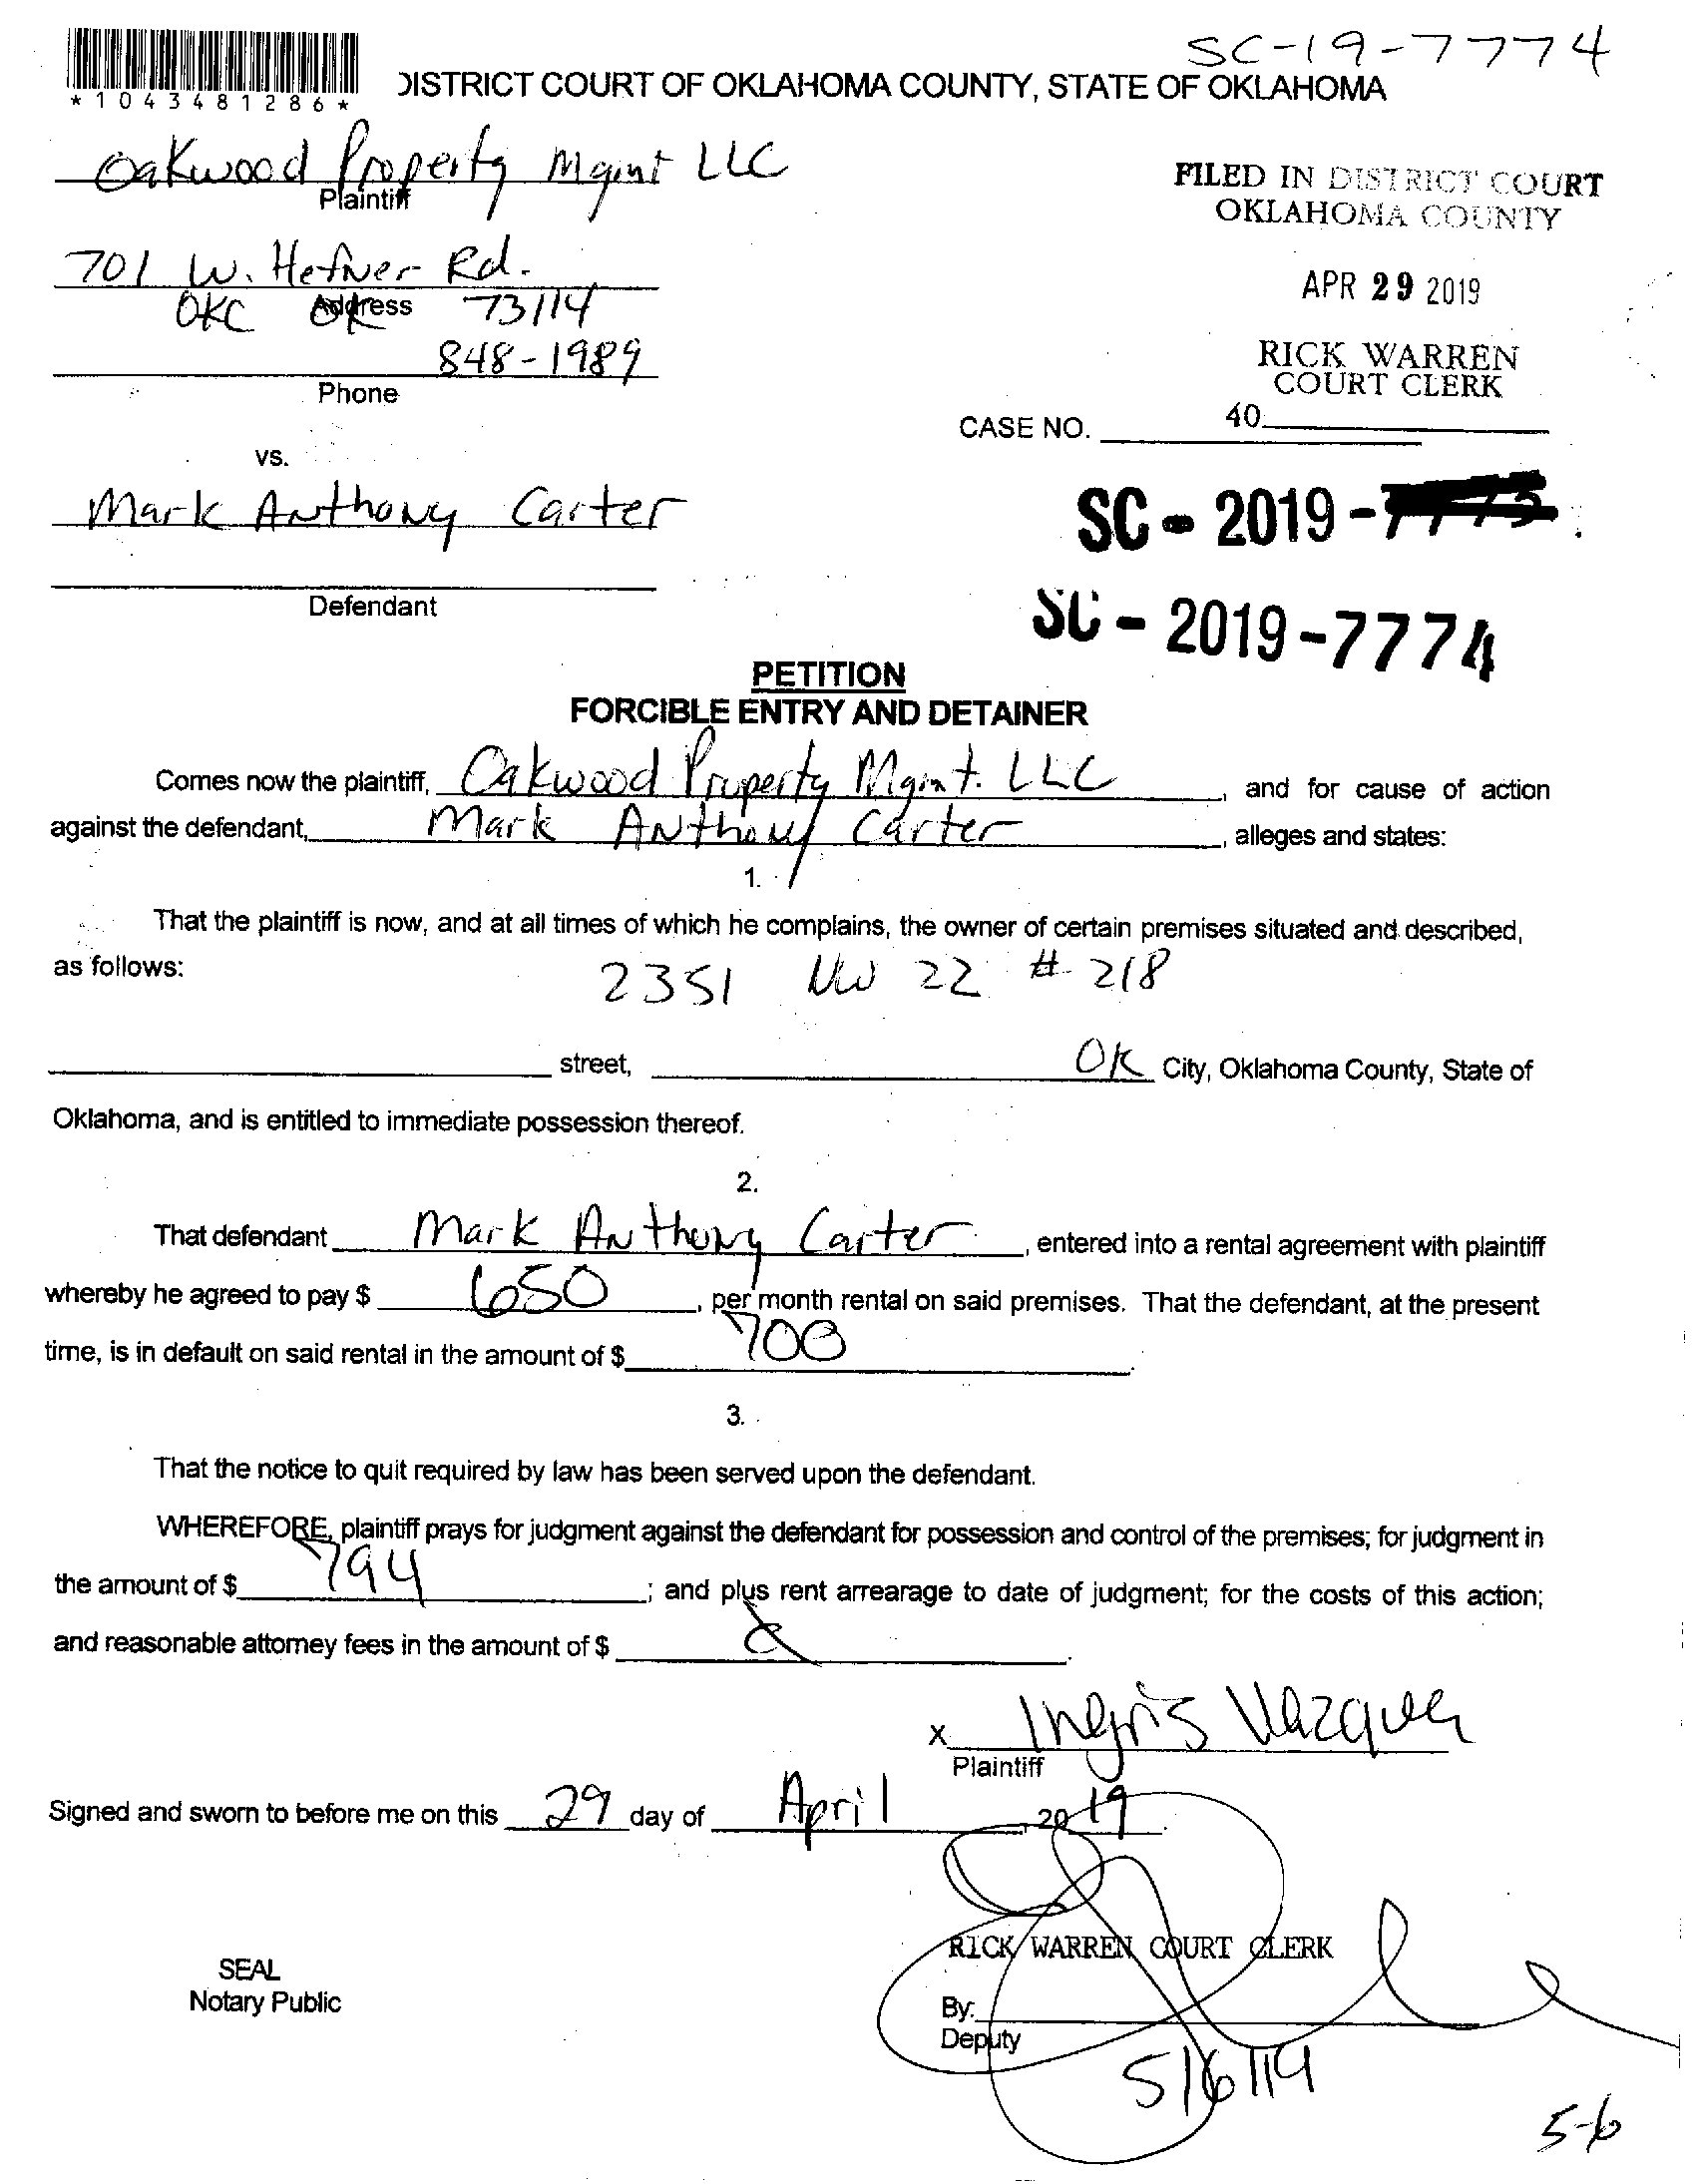 SC-19-7774
*1043481286*
DISTRICT COURT OF OKLAHOMA COUNTY, STATE OF OKLAHOMA
Oakwood Property Mgmt LLC
Plaintiff
FILED IN DISTRICT COURT
OKLAHOMA COUNTY
701 W. Hefner Rd.
Address
OKC OK 73114
APR 29 2019
848-1989
Phone
RICK WARREN
COURT CLERK
CASE NO. 40
vs.
Mark Anthony Carter
SC - 2019 - 7775
Defendant
SC - 2019 - 7774
PETITION
FORCIBLE ENTRY AND DETAINER
Comes now the plaintiff, Oakwood Property Mgmt. LLC, and for cause of action
against the defendant, Mark Anthony Carter, alleges and states:
1.
That the plaintiff is now, and at all times of which he complains, the owner of certain premises situated and described,
as follows: 2351 NW 22 # 218
street, OK City, Oklahoma County, State of
Oklahoma, and is entitled to immediate possession thereof.
2.
That defendant Mark Anthony Carter, entered into a rental agreement with plaintiff
whereby he agreed to pay $ 650, per month rental on said premises. That the defendant, at the present
time, is in default on said rental in the amount of $ 700.
3.
That the notice to quit required by law has been served upon the defendant.
WHEREFORE, plaintiff prays for judgment against the defendant for possession and control of the premises; for judgment in
the amount of $ 794; and plus rent arrearage to date of judgment; for the costs of this action;
and reasonable attorney fees in the amount of $ .
x Ingris Vazquez
Plaintiff
Signed and sworn to before me on this 29 day of April, 20 19.
RICK WARREN COURT CLERK
SEAL
Notary Public
By:
Deputy
5/6/19
5-6